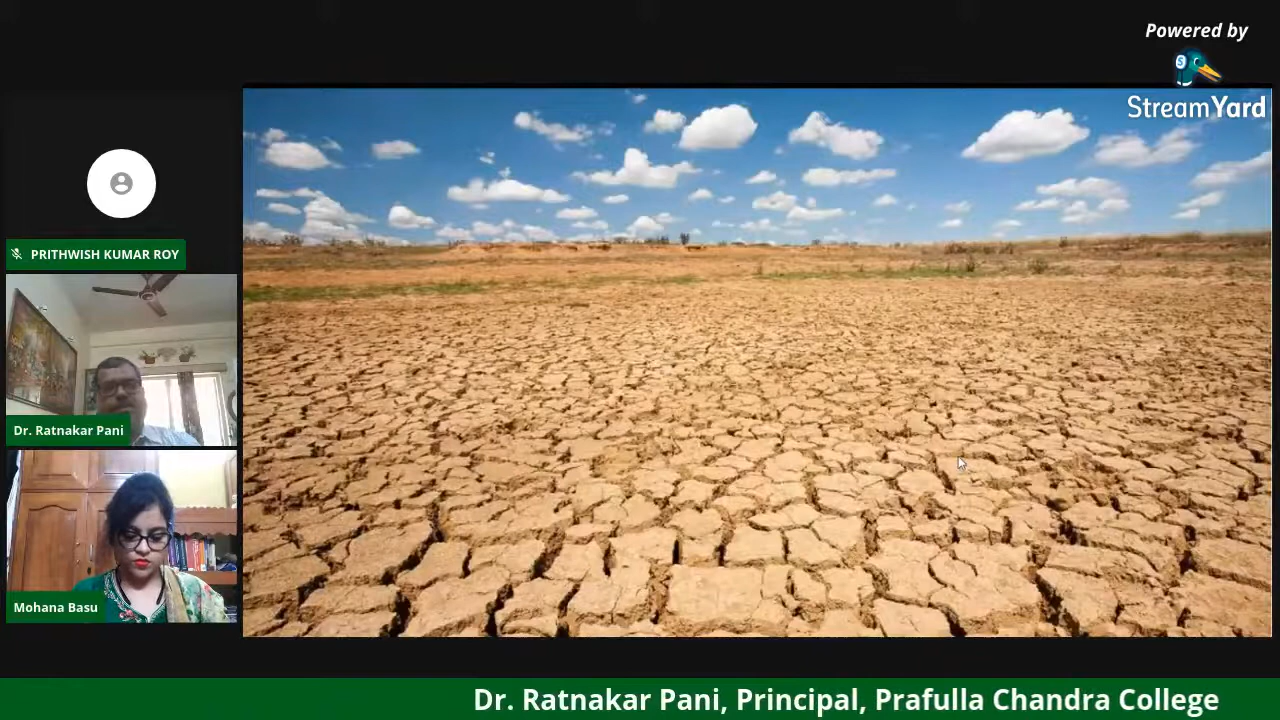 Powered by
StreamYard
PRITHWISH KUMAR ROY
Dr. Ratnakar Pani
Mohana Basu
Dr. Ratnakar Pani, Principal, Prafulla Chandra College